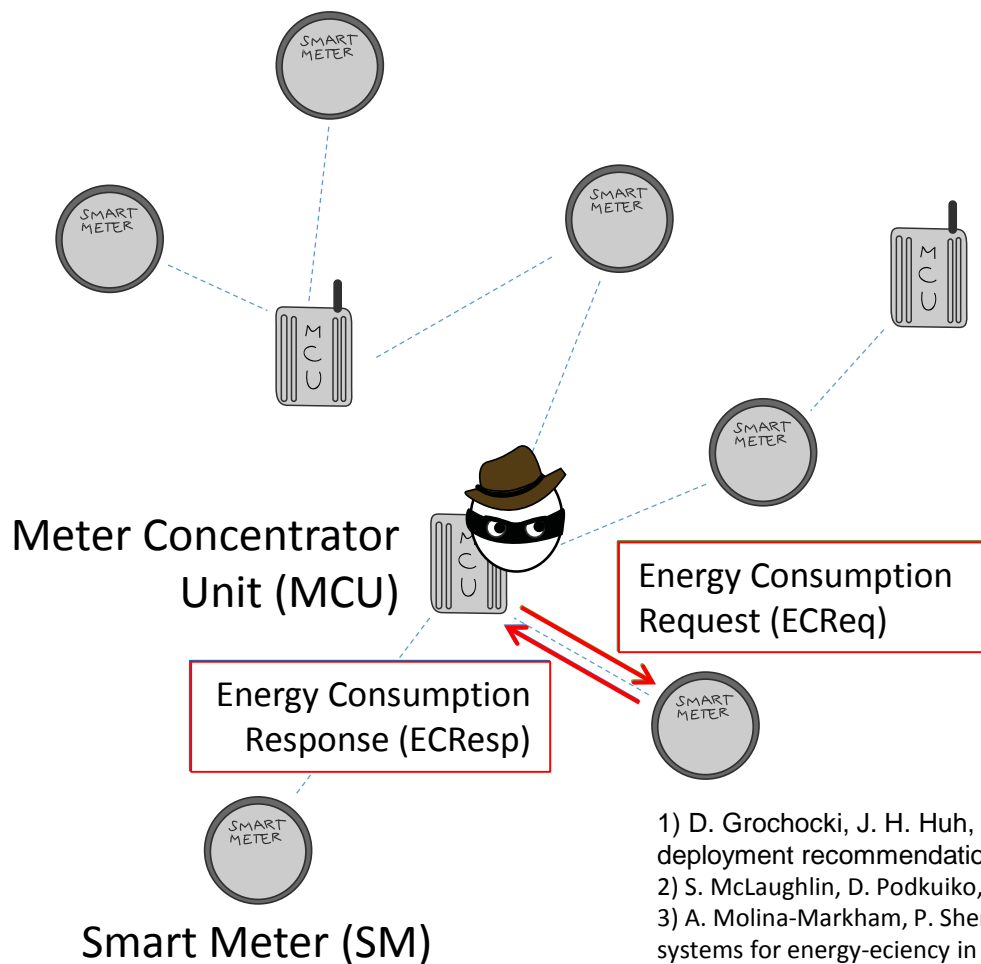 SMART
METER
SMART
METER
SMART
METER
M
C
U
M
C
U
SMART
METER
Meter Concentrator
Unit (MCU)
M
C
U
Energy Consumption
Request (ECReq)
Energy Consumption
Response (ECResp)
SMART
METER
SMART
METER
Smart Meter (SM)
1) D. Grochocki, J. H. Huh,
deployment recommendatio
2) S. McLaughlin, D. Podkuiko,
3) A. Molina-Markham, P. Shen
systems for energy-eciency in